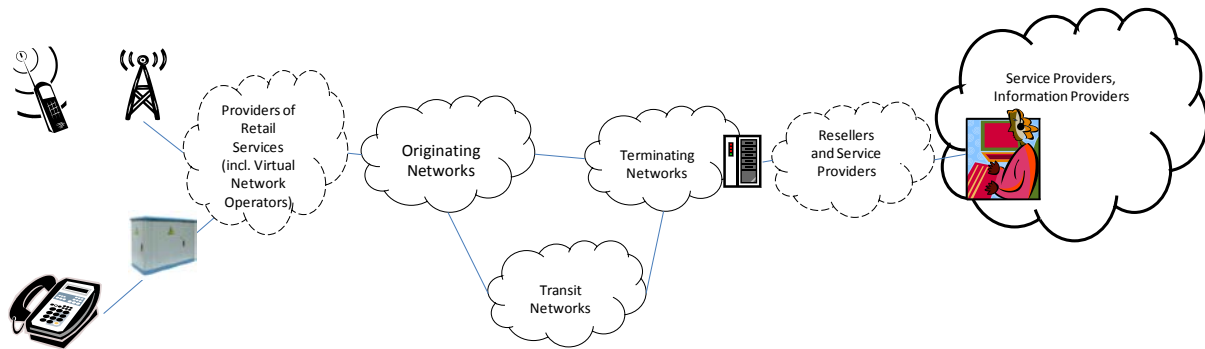 Providers of
Retail
Services
(incl. Virtual
Network
Operators)
Originating
Networks
Terminating
Networks
Transit
Networks
Resellers
and Service
Providers
Service Providers,
Information Providers